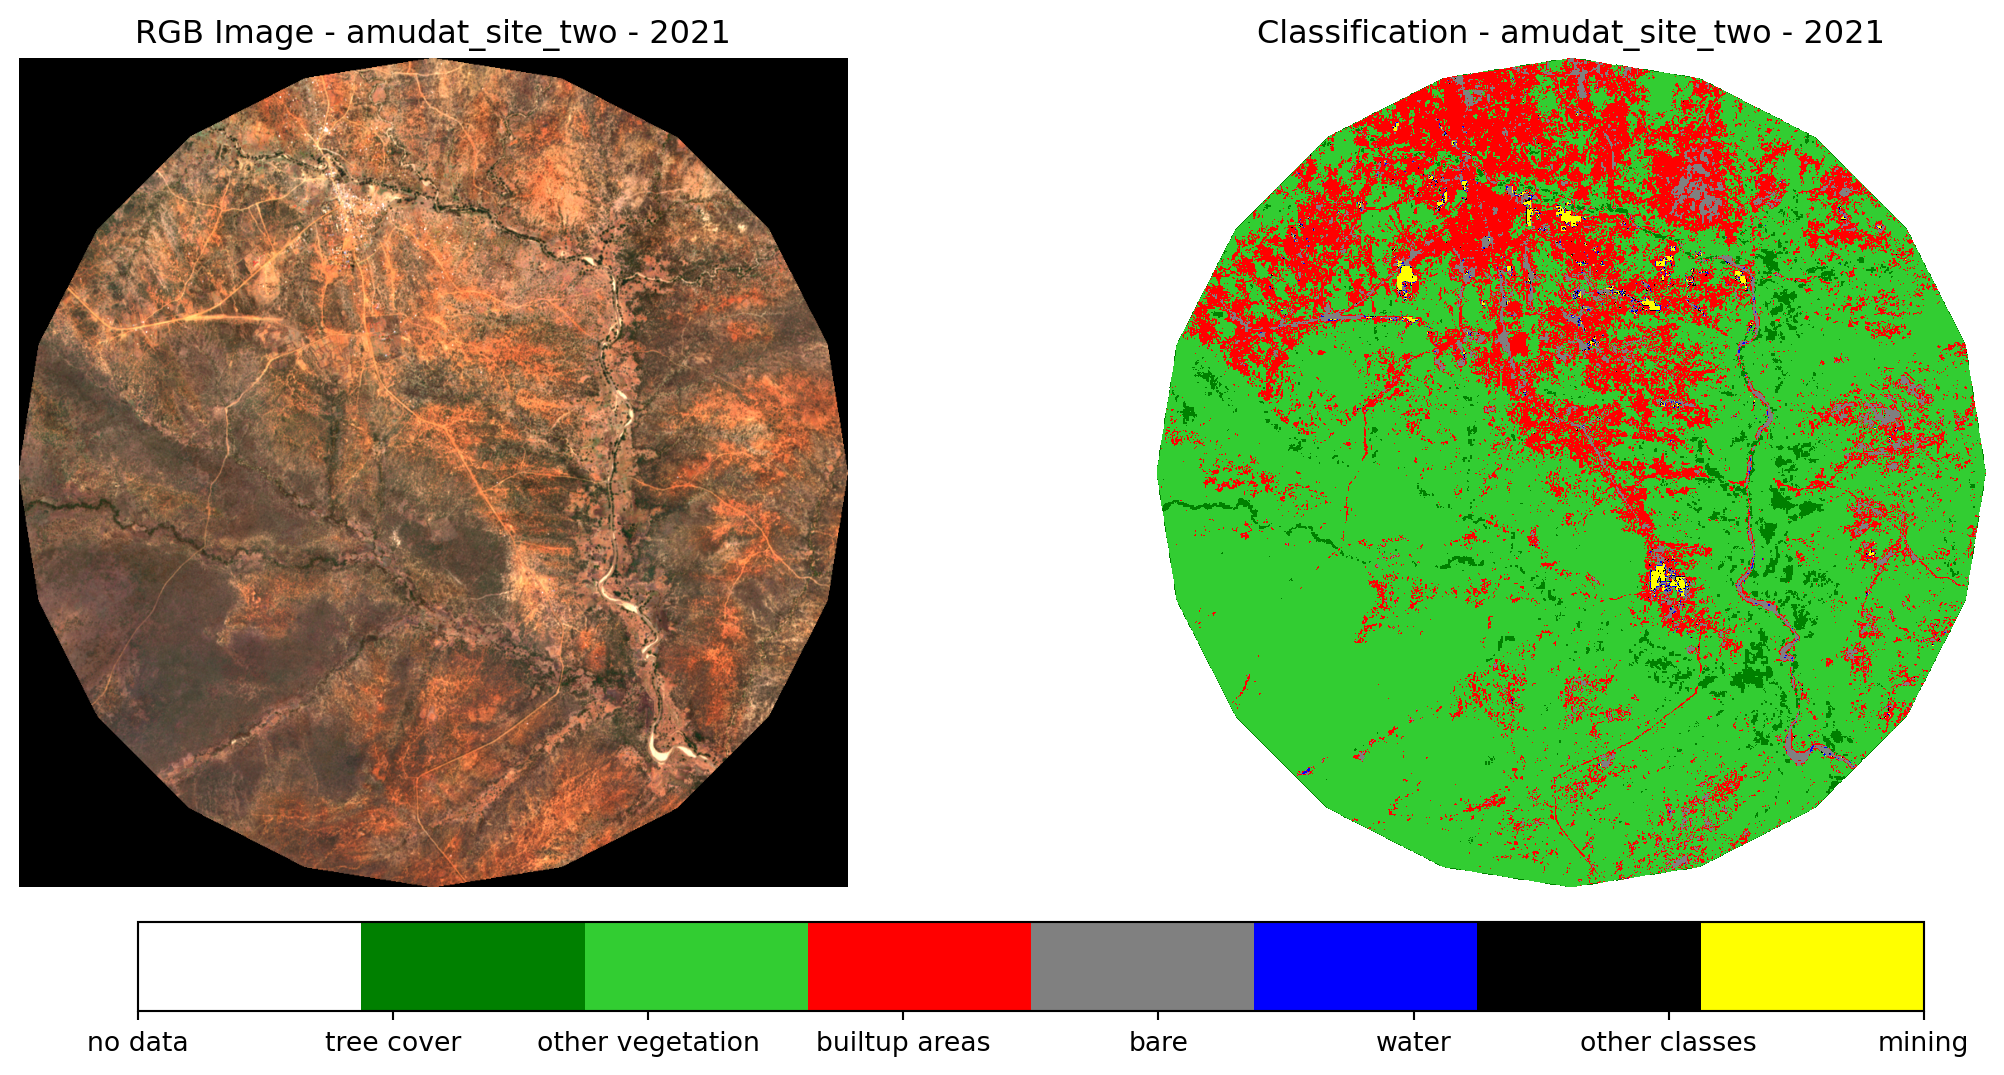 RGB Image - amudat_site_two - 2021
Classification - amudat_site_two - 2021
no data
tree cover
other vegetation
builtup areas
bare
water
other classes
mining